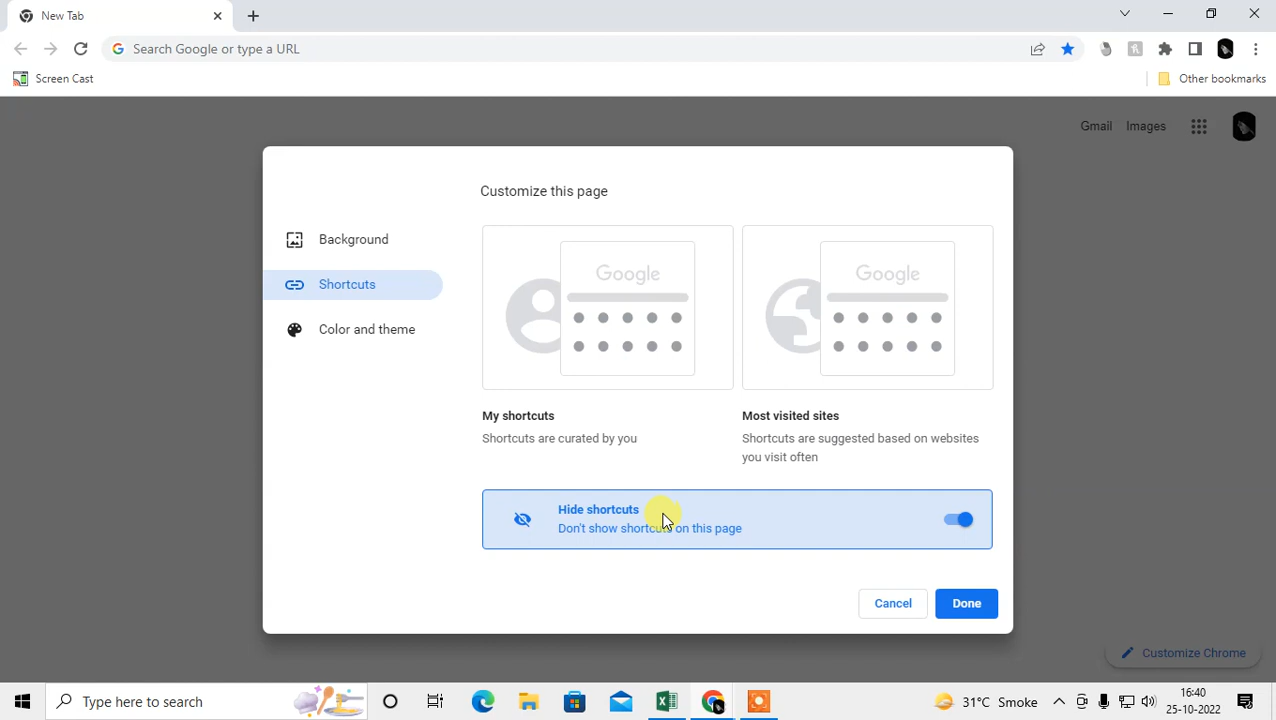 New Tab
Search Google or type a URL
Screen Cast
Other bookmarks
Gmail
Images
Customize this page
Background
Shortcuts
Color and theme
Google
Google
My shortcuts
Shortcuts are curated by you
Most visited sites
Shortcuts are suggested based on websites
you visit often
Hide shortcuts
Don't show shortcuts on this page
Cancel
Done
Customize Chrome
Type here to search
31°C Smoke
16:40
25-10-2022